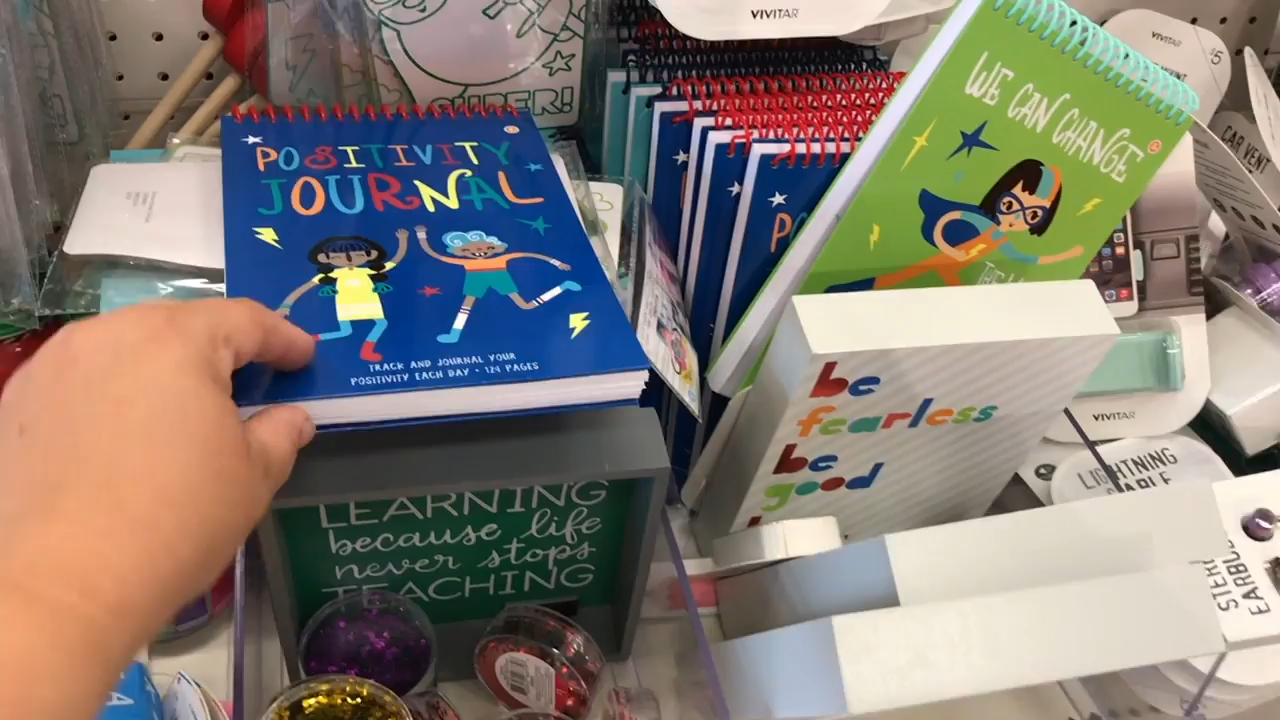 VIVITAR
SUPER!
POSITIVITY
JOURNAL
TRACK AND JOURNAL YOUR
POSITIVITY EACH DAY • 124 PAGES
WE CAN CHANGE
VIVITAR
$5
CAR VENT
be
fearless
be
good
LEARNING
because life
never stops
TEACHING
VIVITAR
LIGHTNING
CABLE
EARBUDS